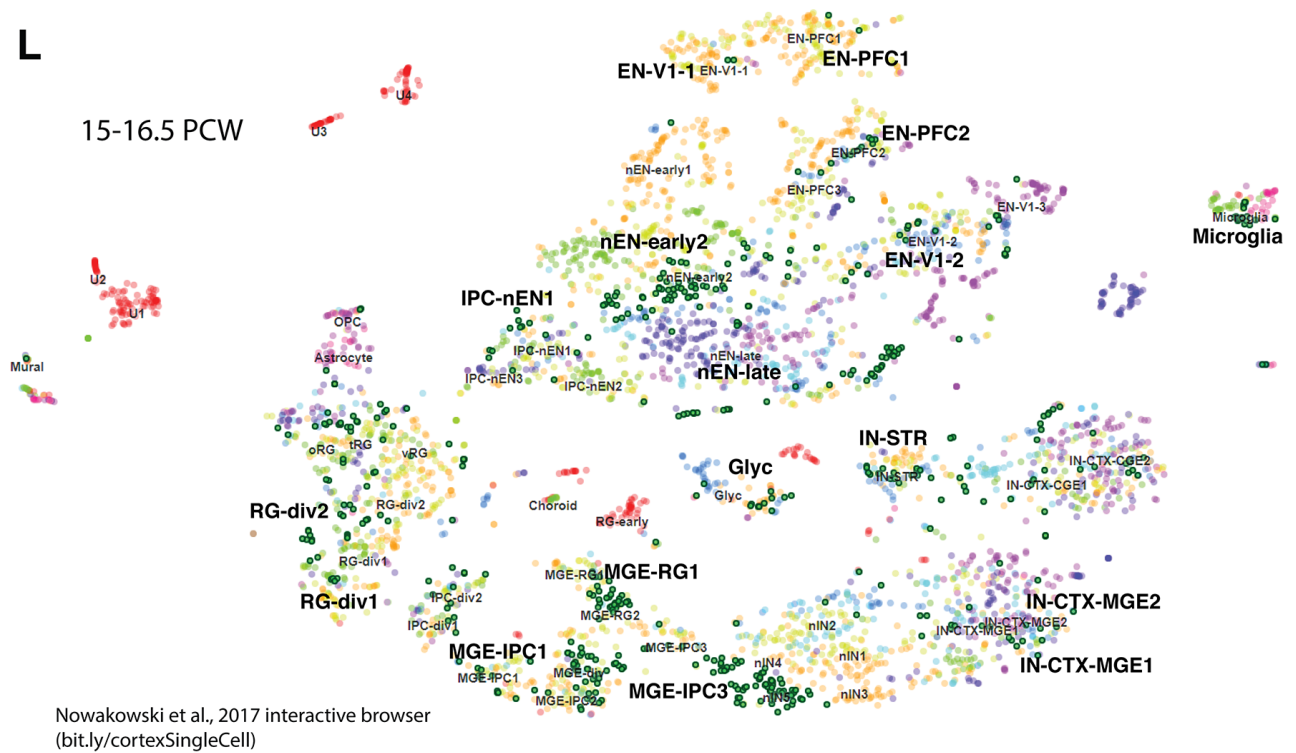 L
EN-PFC1
EN-V1-1 EN-V1-1 EN-PFC1
U4
15-16.5 PCW
U3
EN-PFC2
EN-PFC2
nEN-early1
EN-PFC3
EN-V1-3
Microglia
Microglia
nEN-early2
EN-V1-2
EN-V1-2
nEN-early2
U2
IPC-nEN1
U1
OPC
IPC-nEN1
Astrocyte
nEN-late
Mural
nEN-late
IPC-nEN3
IPC-nEN2
IN-STR
tRG
oRG
vRG
IN-CTX-CGE2
Glyc
IN-STR
IN-CTX-CGE1
Glyc
RG-div2
Choroid
RG-div2
RG-early
RG-div1
MGE-RG1
MGE-RG1
RG-div1
IPC-div2
IN-CTX-MGE2
MGE-RG2
IPC-div1
nIN2
IN-CTX-MGE2
IN-CTX-MGE1
MGE-IPC1
MGE-IPC3
nIN1
nIN4
IN-CTX-MGE1
MGE-IPC1
MGE-div
MGE-IPC3
nIN5
nIN3
MGE-IPC2
Nowakowski et al., 2017 interactive browser
(bit.ly/cortexSingleCell)